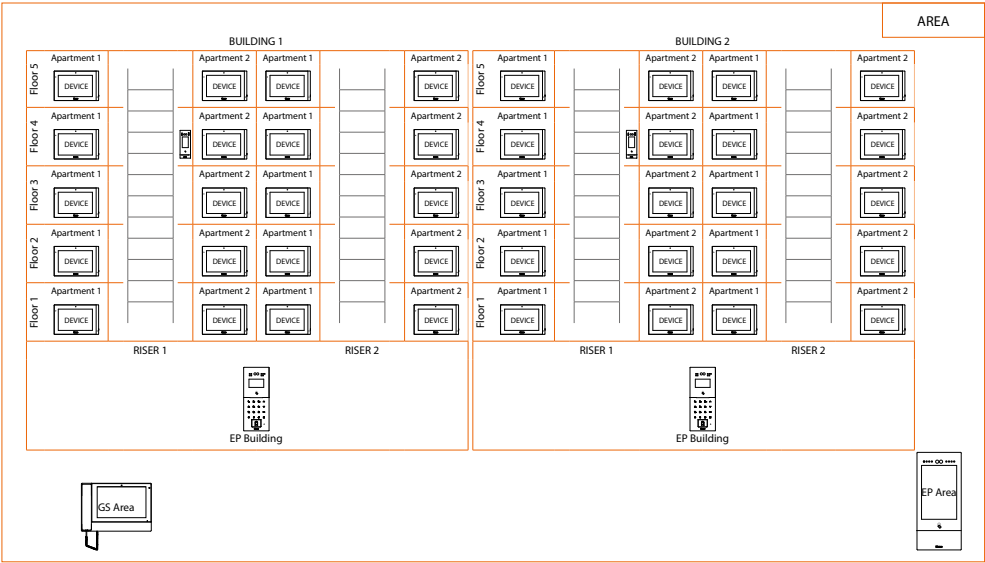 AREA
BUILDING 1
BUILDING 2
Floor 5
Apartment 1
DEVICE
Apartment 2
DEVICE
Apartment 1
DEVICE
Apartment 2
DEVICE
Floor 5
Apartment 1
DEVICE
Apartment 2
DEVICE
Apartment 1
DEVICE
Apartment 2
DEVICE
Floor 4
Apartment 1
DEVICE
Apartment 2
DEVICE
Apartment 1
DEVICE
Apartment 2
DEVICE
Floor 4
Apartment 1
DEVICE
Apartment 2
DEVICE
Apartment 1
DEVICE
Apartment 2
DEVICE
Floor 3
Apartment 1
DEVICE
Apartment 2
DEVICE
Apartment 1
DEVICE
Apartment 2
DEVICE
Floor 3
Apartment 1
DEVICE
Apartment 2
DEVICE
Apartment 1
DEVICE
Apartment 2
DEVICE
Floor 2
Apartment 1
DEVICE
Apartment 2
DEVICE
Apartment 1
DEVICE
Apartment 2
DEVICE
Floor 2
Apartment 1
DEVICE
Apartment 2
DEVICE
Apartment 1
DEVICE
Apartment 2
DEVICE
Floor 1
Apartment 1
DEVICE
Apartment 2
DEVICE
Apartment 1
DEVICE
Apartment 2
DEVICE
Floor 1
Apartment 1
DEVICE
Apartment 2
DEVICE
Apartment 1
DEVICE
Apartment 2
DEVICE
RISER 1
RISER 2
RISER 1
RISER 2
EP Building
EP Building
GS Area
EP Area